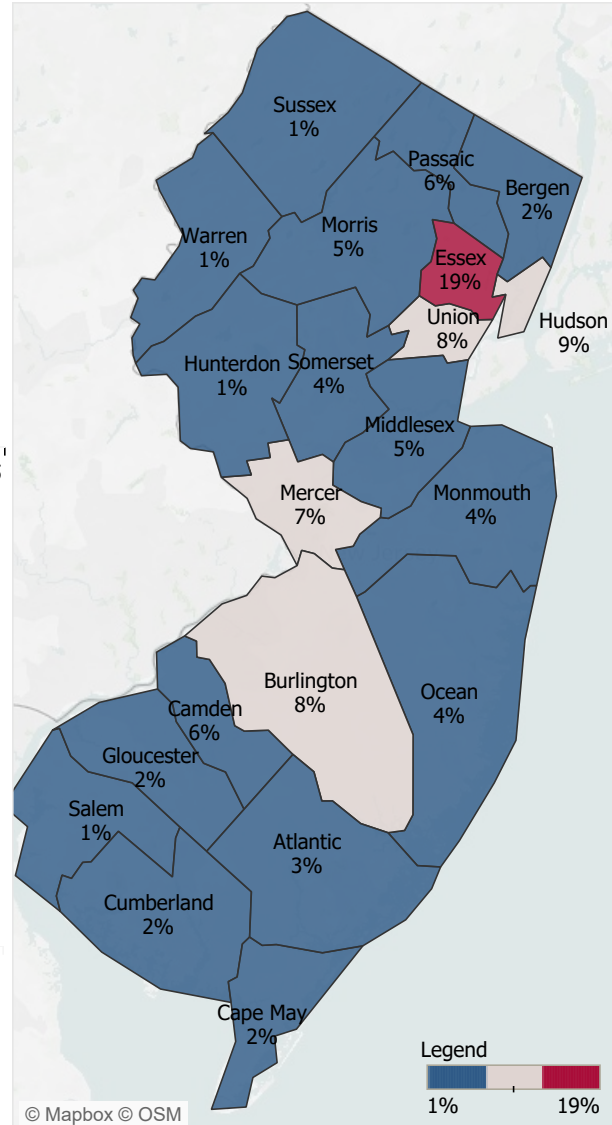 Sussex
1%
Passaic
6%
Bergen
2%
Warren
1%
Morris
5%
Essex
19%
Union
8%
Hudson
9%
Hunterdon
1%
Somerset
4%
Middlesex
5%
Mercer
7%
Monmouth
4%
Burlington
8%
Ocean
4%
Camden
6%
Gloucester
2%
Salem
1%
Atlantic
3%
Cumberland
2%
Cape May
2%
Legend
1% 19%
© Mapbox © OSM